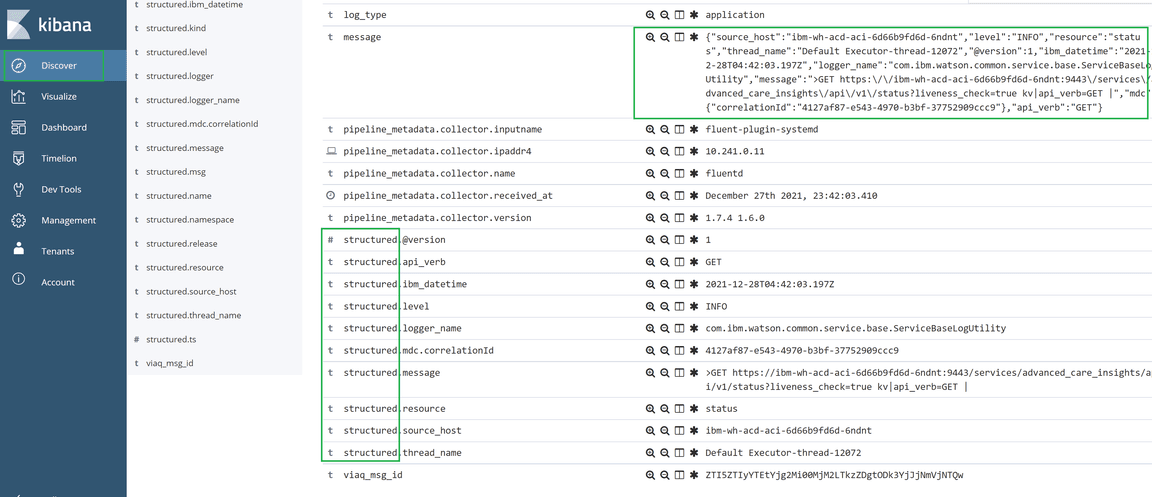 kibana
Discover
Visualize
Dashboard
Timelion
Dev Tools
Management
Tenants
Account
t structured.ibm_datetime
t structured.kind
t structured.level
t structured.logger
t structured.logger_name
t structured.mdc.correlationId
t structured.message
t structured.msg
t structured.name
t structured.namespace
t structured.release
t structured.resource
t structured.source_host
t structured.thread_name
# structured.ts
t viaq_msg_id
t log_type application
t message {"source_host":"ibm-wh-acd-aci-6d66b9fd6d-6ndnt","level":"INFO","resource":"statu
s","thread_name":"Default Executor-thread-12072","@version":1,"ibm_datetime":"2021-
2-28T04:42:03.197Z","logger_name":"com.ibm.watson.common.service.base.ServiceBaseLo
Utility","message":">GET https:\/\/ibm-wh-acd-aci-6d66b9fd6d-6ndnt:9443\/services\/
dvanced_care_insights\/api\/v1\/status?liveness_check=true kv|api_verb=GET |","mdc"
{"correlationId":"4127af87-e543-4970-b3bf-37752909ccc9"},"api_verb":"GET"}
t pipeline_metadata.collector.inputname fluent-plugin-systemd
pipeline_metadata.collector.ipaddr4 10.241.0.11
t pipeline_metadata.collector.name fluentd
pipeline_metadata.collector.received_at December 27th 2021, 23:42:03.410
t pipeline_metadata.collector.version 1.7.4 1.6.0
# structured.@version 1
t structured.api_verb GET
t structured.ibm_datetime 2021-12-28T04:42:03.197Z
t structured.level INFO
t structured.logger_name com.ibm.watson.common.service.base.ServiceBaseLogUtility
t structured.mdc.correlationId 4127af87-e543-4970-b3bf-37752909ccc9
t structured.message >GET https://ibm-wh-acd-aci-6d66b9fd6d-6ndnt:9443/services/advanced_care_insights/a
i/v1/status?liveness_check=true kv|api_verb=GET |
t structured.resource status
t structured.source_host ibm-wh-acd-aci-6d66b9fd6d-6ndnt
t structured.thread_name Default Executor-thread-12072
t viaq_msg_id ZTI5ZTIyYTEtYjg2Mi00MjM2LTkzZDgtODk3YjJjNmVjNTQw